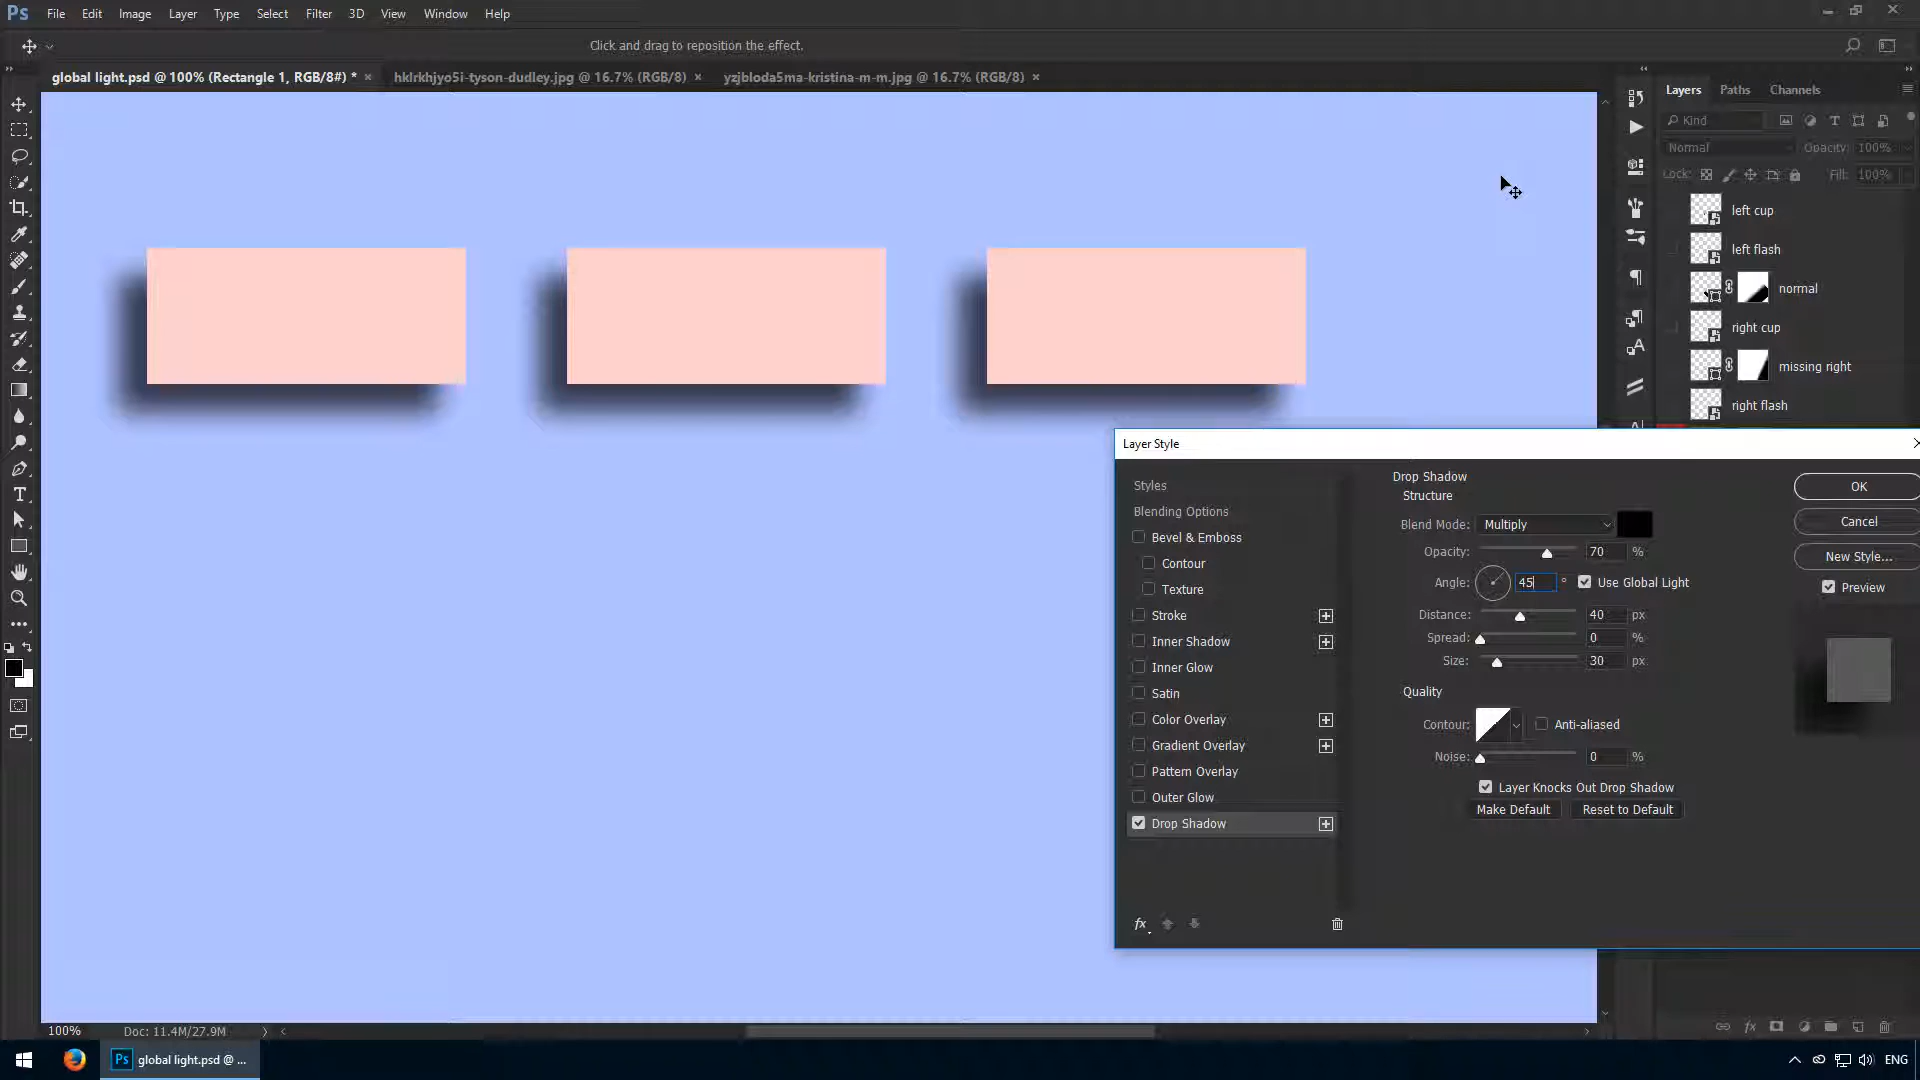 Ps File Edit Image Layer Type Select Filter 3D View Window Help
Click and drag to reposition the effect.
global light.psd @ 100% (Rectangle 1, RGB/8#) * × hklrkhjyo5i-tyson-dudley.jpg @ 16.7% (RGB/8) × yzjbloda5ma-kristina-m-m.jpg @ 16.7% (RGB/8) ×
Layers Paths Channels
Kind
Normal Opacity: 100%
Lock: Fill: 100%
left cup
left flash
normal
right cup
missing right
right flash
Layer Style
Styles
Blending Options
Bevel & Emboss
Contour
Texture
Stroke
Inner Shadow
Inner Glow
Satin
Color Overlay
Gradient Overlay
Pattern Overlay
Outer Glow
Drop Shadow
fx
Drop Shadow
Structure
Blend Mode: Multiply
Opacity: 70 %
Angle: 45 ° Use Global Light
Distance: 40 px
Spread: 0 %
Size: 30 px
Quality
Contour: Anti-aliased
Noise: 0 %
Layer Knocks Out Drop Shadow
Make Default Reset to Default
OK
Cancel
New Style...
Preview
100% Doc: 11.4M/27.9M
fx
Ps global light.psd @ ...
ENG